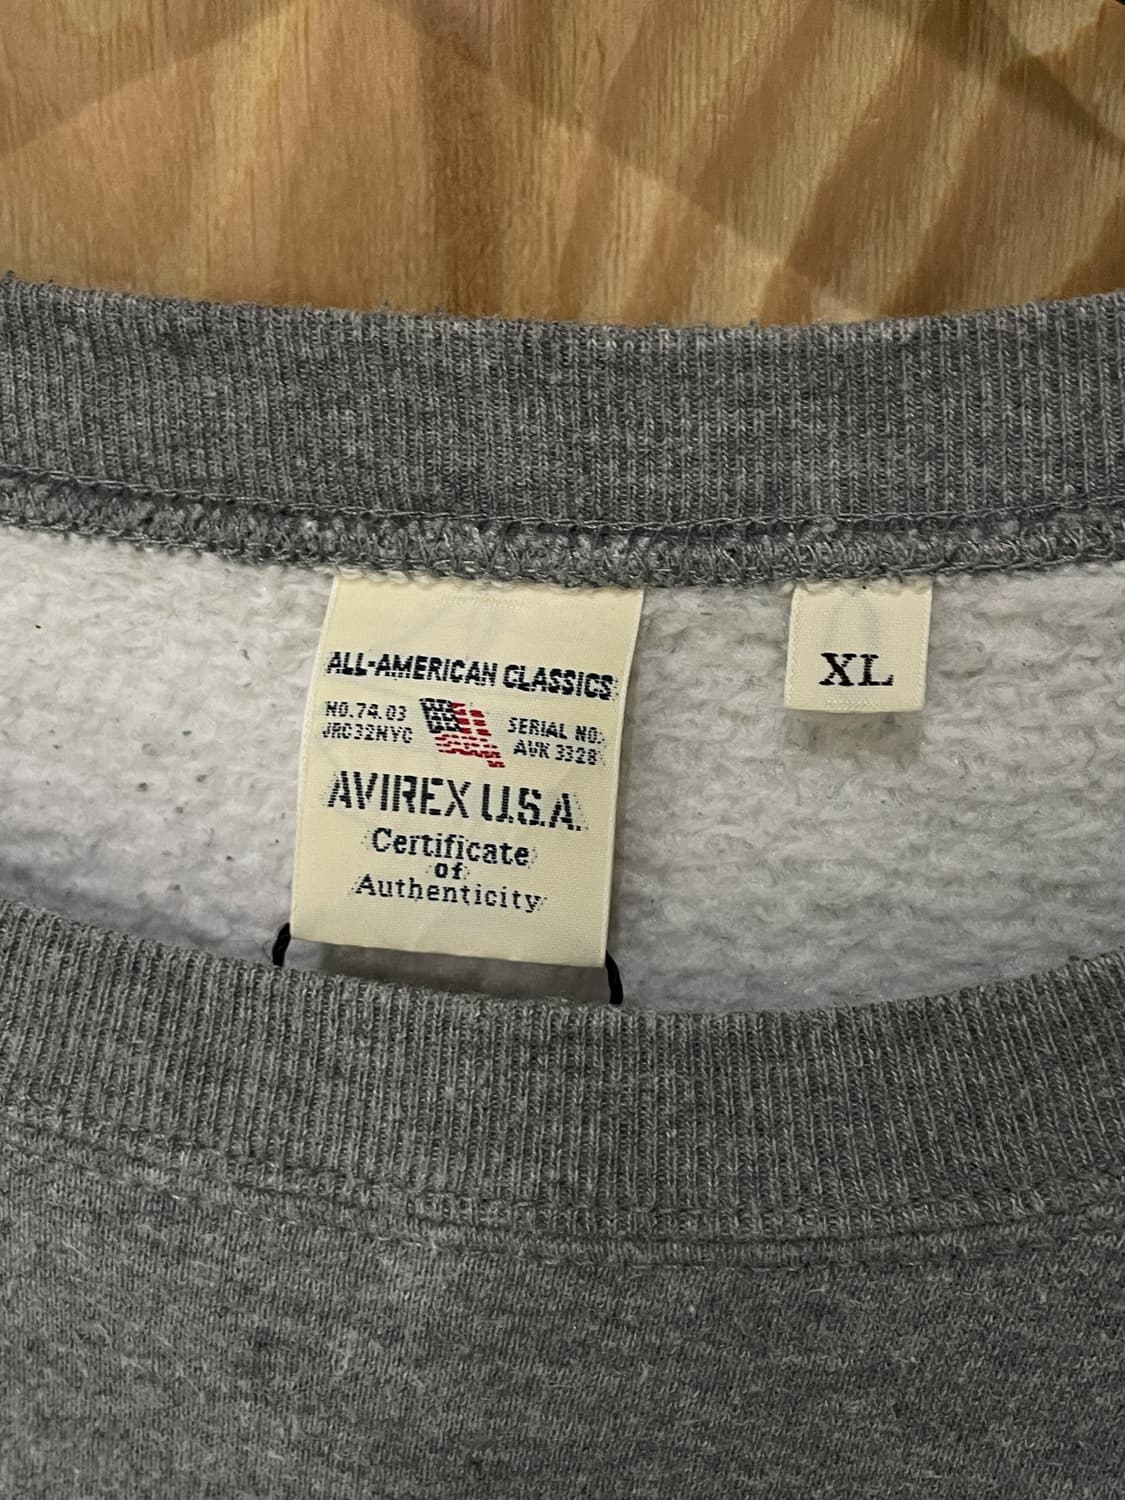 ALL-AMERICAN CLASSICS
NO.74.03
JRC32NYC
SERIAL NO:
AVK 3328
AVIREX U.S.A.
Certificate
of
Authenticity
XL